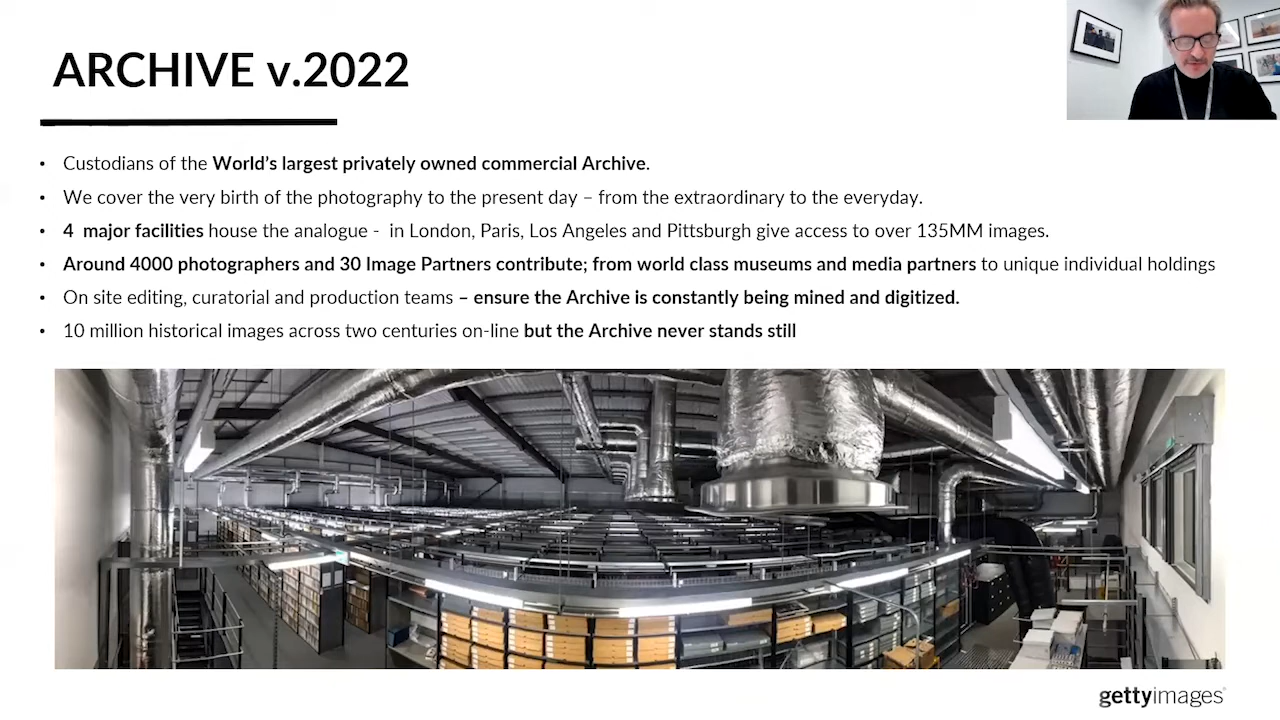 ARCHIVE v.2022
• Custodians of the World's largest privately owned commercial Archive.
• We cover the very birth of the photography to the present day – from the extraordinary to the everyday.
• 4  major facilities house the analogue -  in London, Paris, Los Angeles and Pittsburgh give access to over 135MM images.
• Around 4000 photographers and 30 Image Partners contribute; from world class museums and media partners to unique individual holdings
• On site editing, curatorial and production teams – ensure the Archive is constantly being mined and digitized.
• 10 million historical images across two centuries on-line but the Archive never stands still
gettyimages®